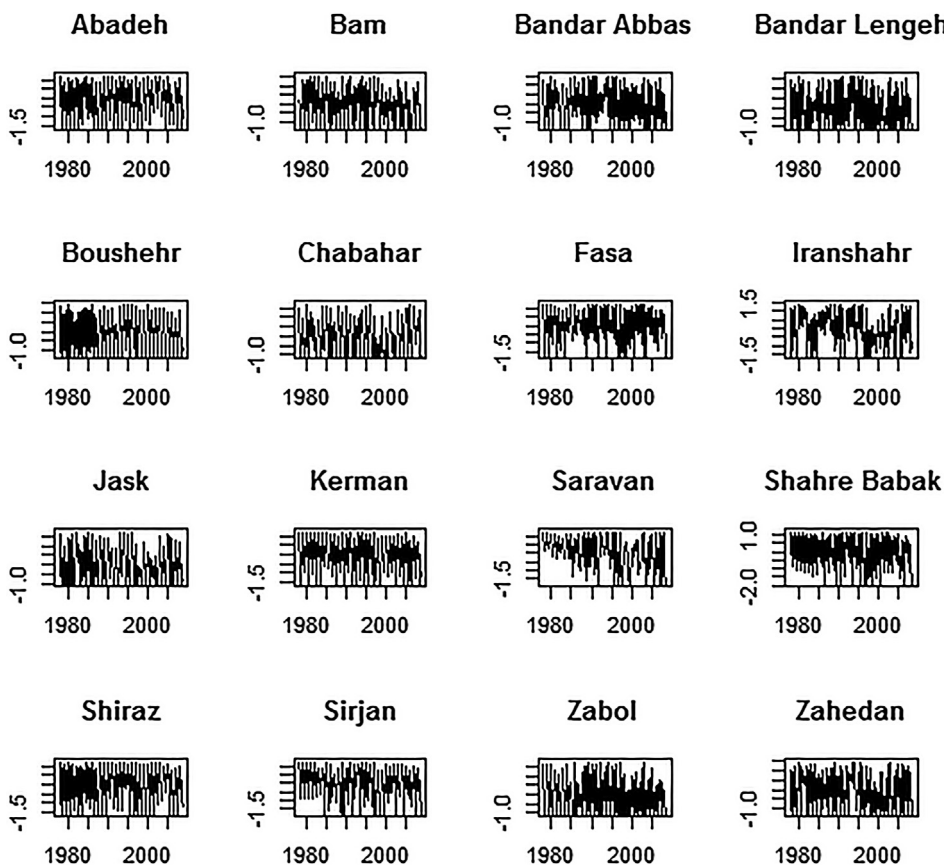 Abadeh Bam Bandar Abbas Bandar Lengeh
-1.5 -1.0 -1.0 -1.0
1980 2000 1980 2000 1980 2000 1980 2000
Boushehr Chabahar Fasa Iranshahr
-1.0 -1.0 -1.5 -1.5 1.5
1980 2000 1980 2000 1980 2000 1980 2000
Jask Kerman Saravan Shahre Babak
-1.0 -1.5 -1.5 -2.0 1.0
1980 2000 1980 2000 1980 2000 1980 2000
Shiraz Sirjan Zabol Zahedan
-1.5 -1.5 -1.0 -1.0
1980 2000 1980 2000 1980 2000 1980 2000